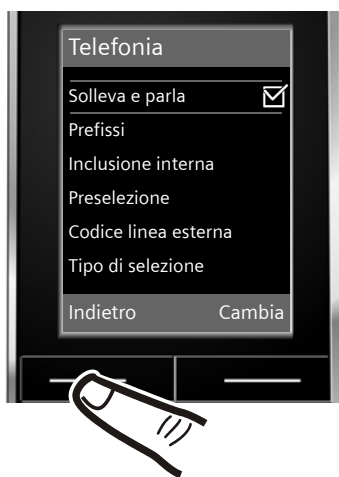 Telefonia
Solleva e parla
Prefissi
Inclusione interna
Preselezione
Codice linea esterna
Tipo di selezione
Indietro Cambia